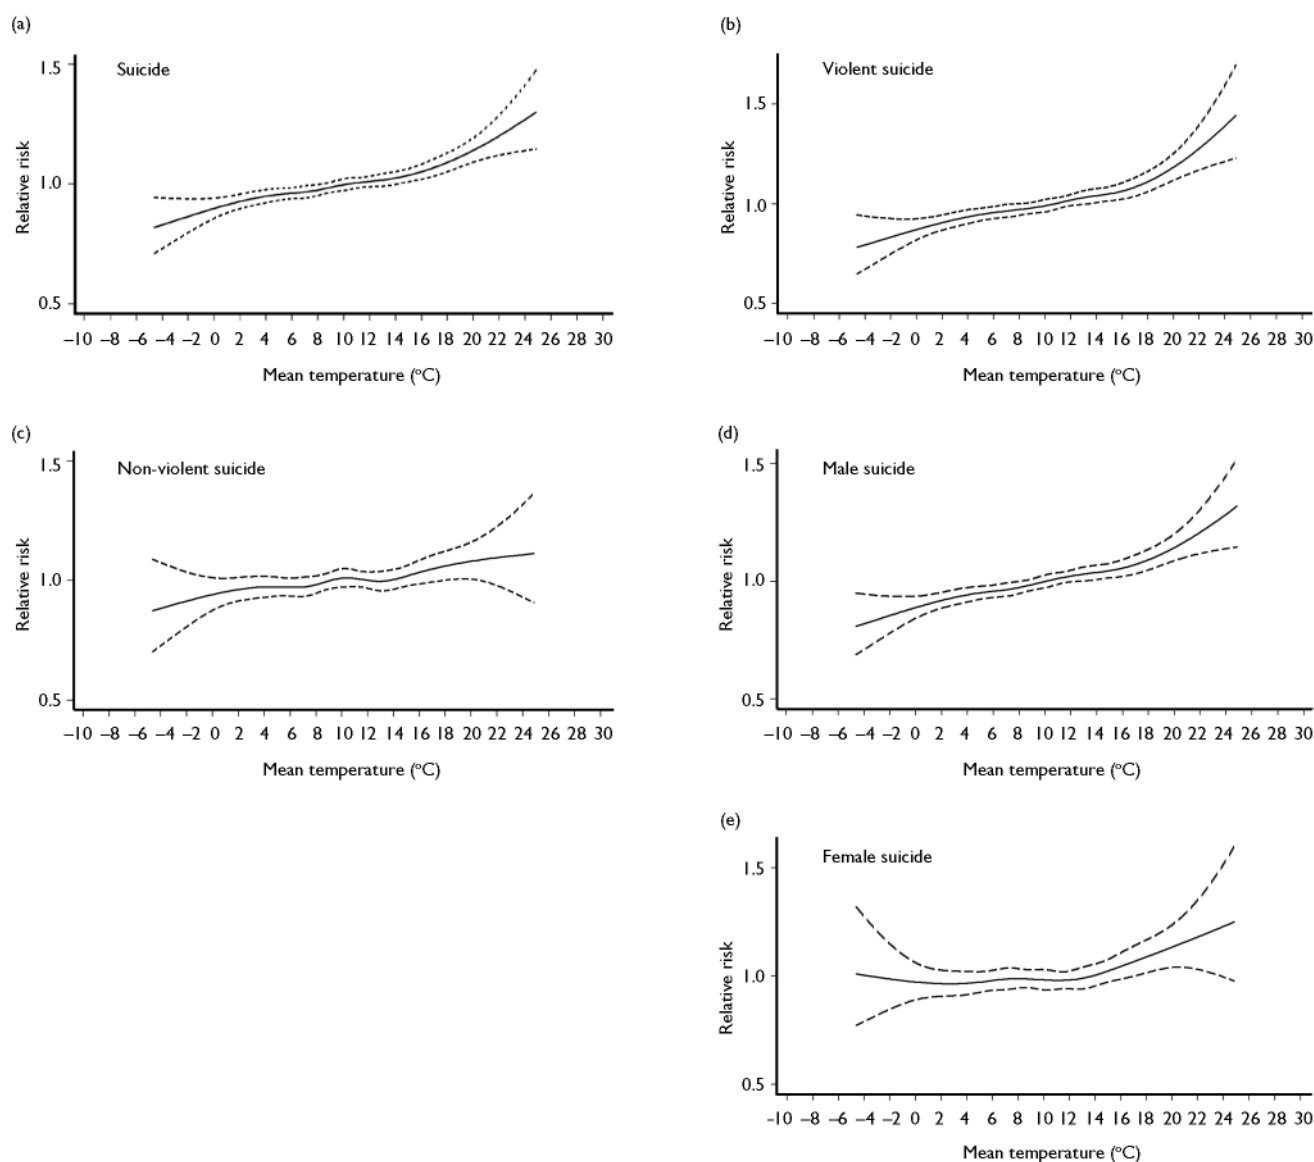 (a)
Suicide
1.5
1.0
0.5
Relative risk
–10 –8 –6 –4 –2 0 2 4 6 8 10 12 14 16 18 20 22 24 26 28 30
Mean temperature (°C)
(b)
Violent suicide
1.5
1.0
0.5
Relative risk
–10 –8 –6 –4 –2 0 2 4 6 8 10 12 14 16 18 20 22 24 26 28 30
Mean temperature (°C)
(c)
Non-violent suicide
1.5
1.0
0.5
Relative risk
–10 –8 –6 –4 –2 0 2 4 6 8 10 12 14 16 18 20 22 24 26 28 30
Mean temperature (°C)
(d)
Male suicide
1.5
1.0
0.5
Relative risk
–10 –8 –6 –4 –2 0 2 4 6 8 10 12 14 16 18 20 22 24 26 28 30
Mean temperature (°C)
(e)
Female suicide
1.5
1.0
0.5
Relative risk
–10 –8 –6 –4 –2 0 2 4 6 8 10 12 14 16 18 20 22 24 26 28 30
Mean temperature (°C)